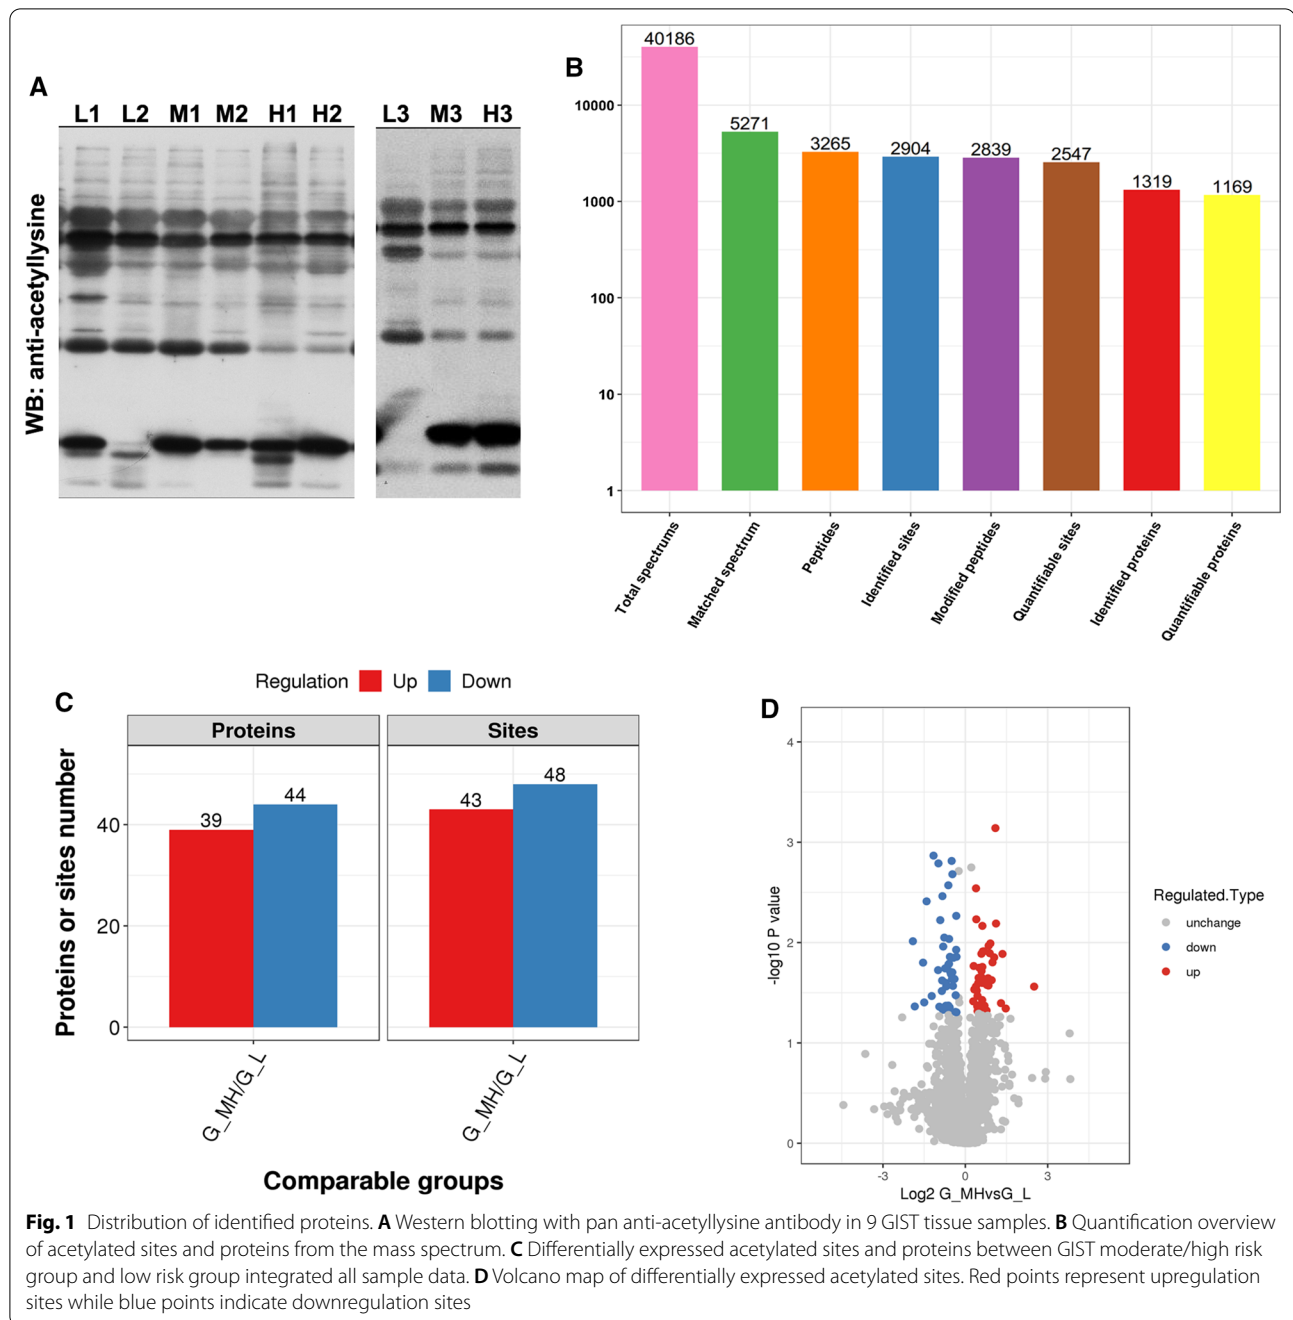 A
L1 L2 M1 M2 H1 H2
L3 M3 H3
WB: anti-acetyllysine
B
40186
5271
3265
2904
2839
2547
1319
1169
10000
1000
100
10
1
Total spectrums
Matched spectrum
Peptides
Identified sites
Modified peptides
Quantifiable sites
Identified proteins
Quantifiable proteins
C
Regulation Up Down
Proteins Sites
39
44
43
48
40
20
0
Proteins or sites number
G_MH/G_L
G_MH/G_L
Comparable groups
D
4
3
2
1
0
-log10 P value
-3 0 3
Log2 G_MHvsG_L
Regulated.Type
unchange
down
up
Fig. 1 Distribution of identified proteins. A Western blotting with pan anti-acetyllysine antibody in 9 GIST tissue samples. B Quantification overview
of acetylated sites and proteins from the mass spectrum. C Differentially expressed acetylated sites and proteins between GIST moderate/high risk
group and low risk group integrated all sample data. D Volcano map of differentially expressed acetylated sites. Red points represent upregulation
sites while blue points indicate downregulation sites